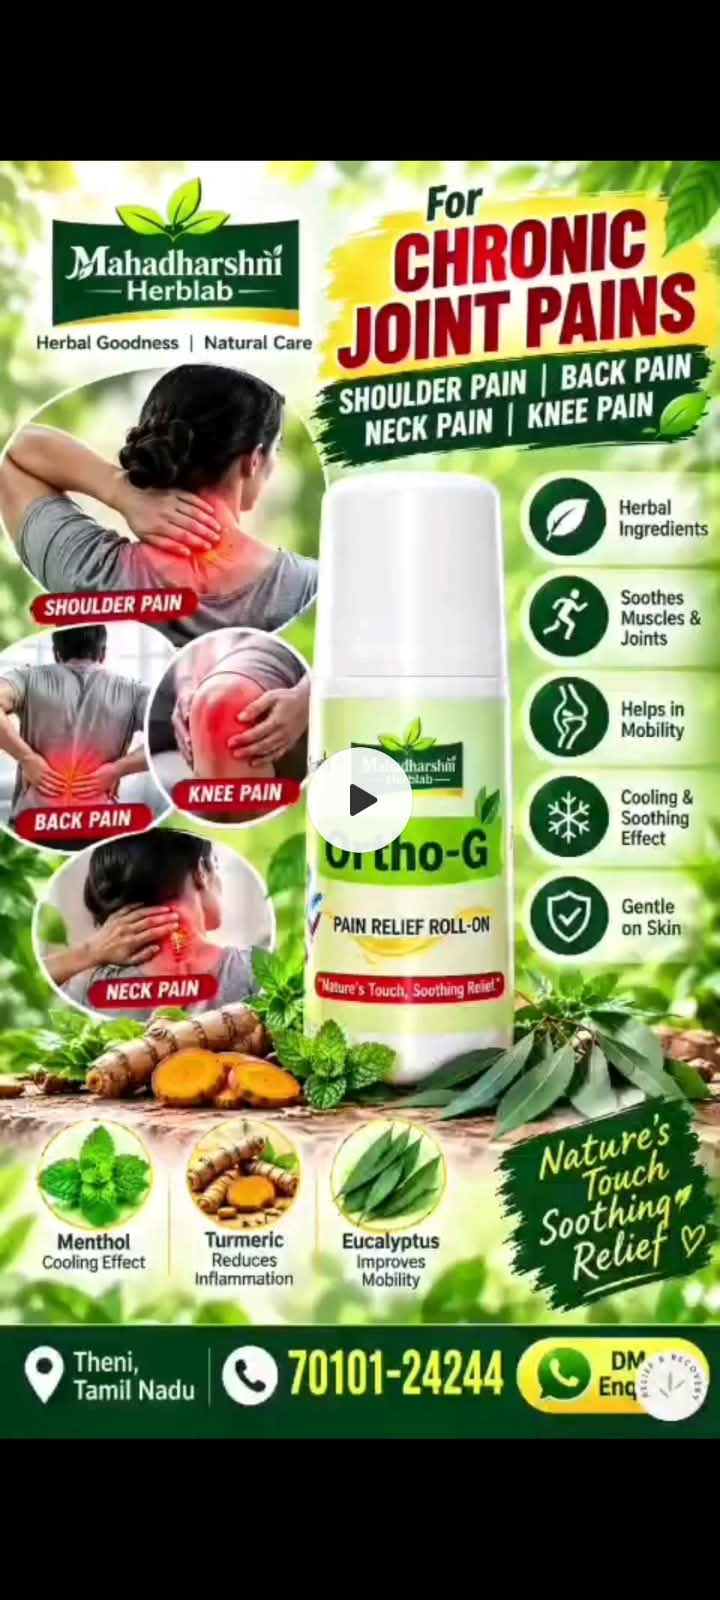 Mahadharshni
Herblab
Herbal Goodness | Natural Care
For
CHRONIC
JOINT PAINS
SHOULDER PAIN | BACK PAIN
NECK PAIN | KNEE PAIN
SHOULDER PAIN
BACK PAIN
KNEE PAIN
NECK PAIN
Herbal
Ingredients
Soothes
Muscles &
Joints
Helps in
Mobility
Cooling &
Soothing
Effect
Gentle
on Skin
Mahadharshni
Herblab
Ortho-G
PAIN RELIEF ROLL-ON
"Nature's Touch, Soothing Relief."
Menthol
Cooling Effect
Turmeric
Reduces
Inflammation
Eucalyptus
Improves
Mobility
Nature's
Touch
Soothing
Relief
Theni,
Tamil Nadu
70101-24244
DM
RELIEF & RECOVERY